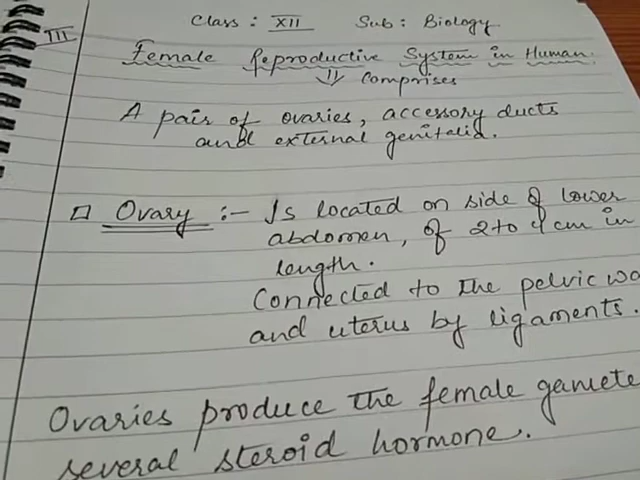 III
Class : XII Sub : Biology
Female Reproductive System in Human.
⇓ comprises
A pair of ovaries, accessory ducts
and external genitalia.
□ Ovary :- Is located on side of lower
abdomen, of 2 to 4 cm in
length.
Connected to the pelvic wa
and uterus by ligaments.
Ovaries produce the female gamete
several steroid hormone.